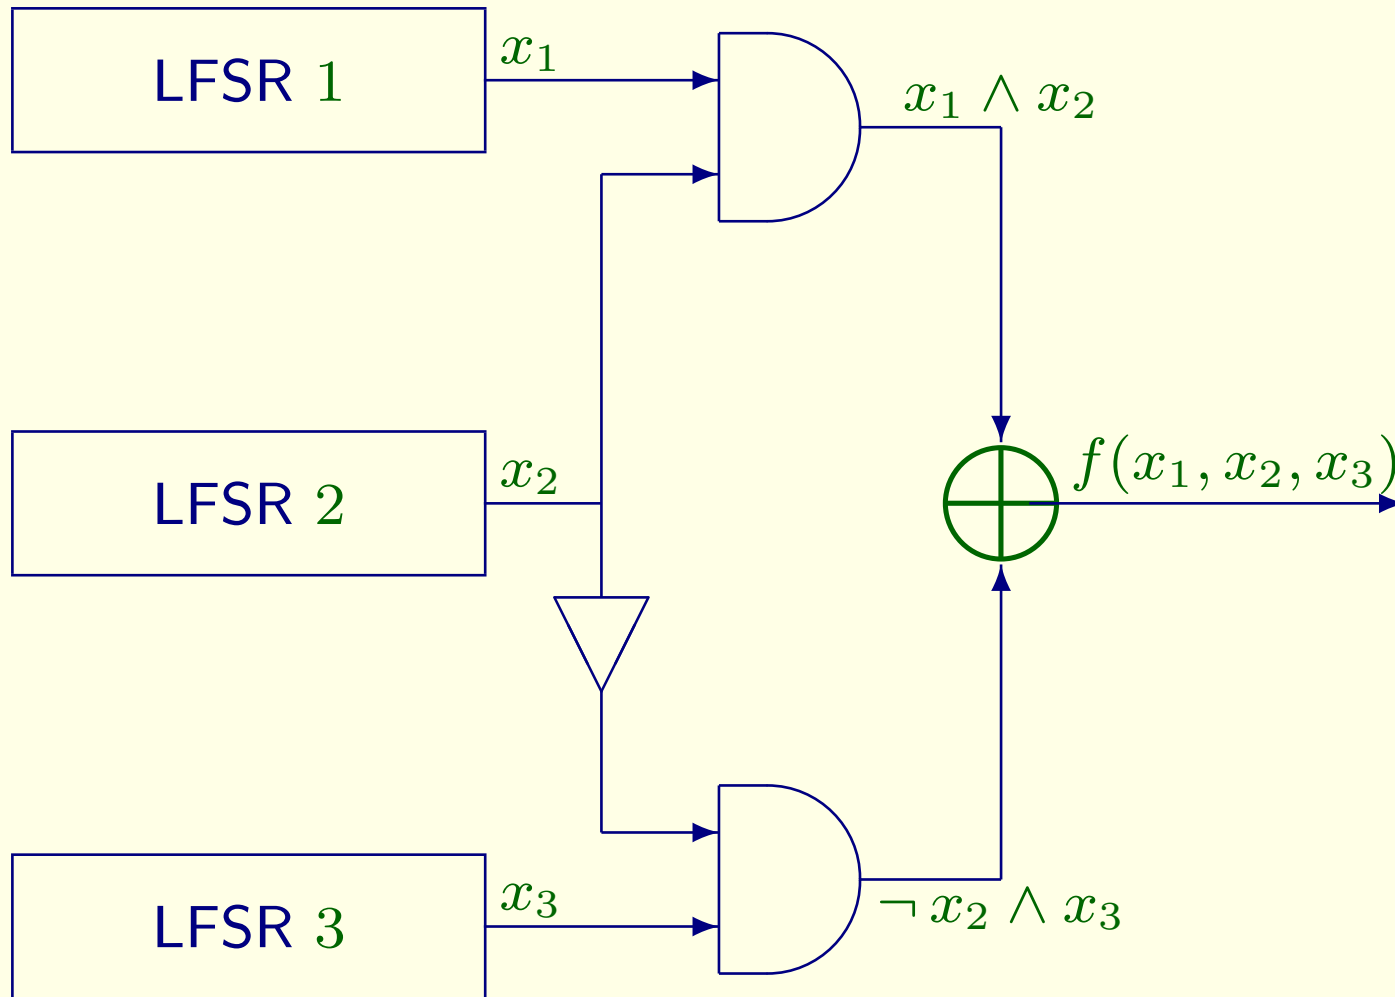 LFSR 1
x₁
x₁ ∧ x₂
LFSR 2
x₂
f(x₁, x₂, x₃)
LFSR 3
x₃
¬ x₂ ∧ x₃